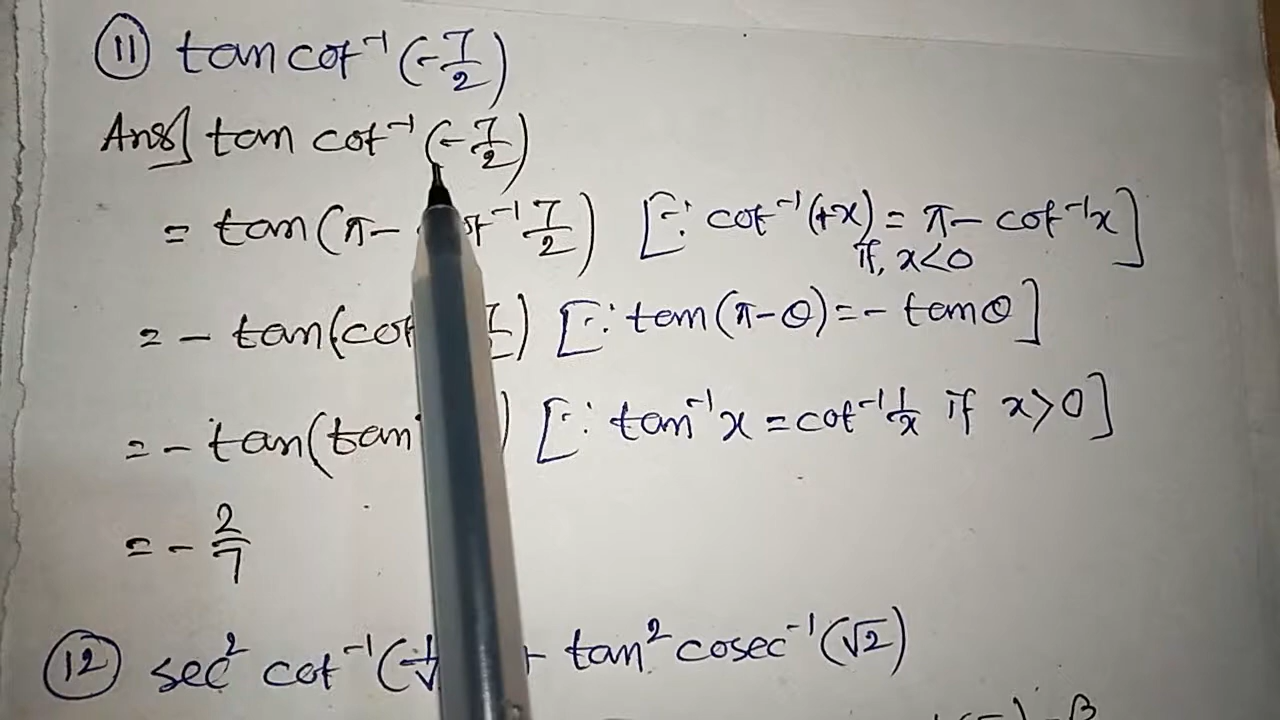 ⑪ tan cot⁻¹(-7/2)
Ans] tan cot⁻¹(-7/2)
= tan(π- ⁻¹ 7/2) [∵ cot⁻¹(+x) = π- cot⁻¹x]
if, x<0
= - tan(cot ) [∵ tan(π-θ) = - tanθ]
= - tan(tan ) [∵ tan⁻¹x = cot⁻¹ 1/x if x>0]
= - 2/7
⑫ sec² cot⁻¹( + tan² cosec⁻¹(√2)